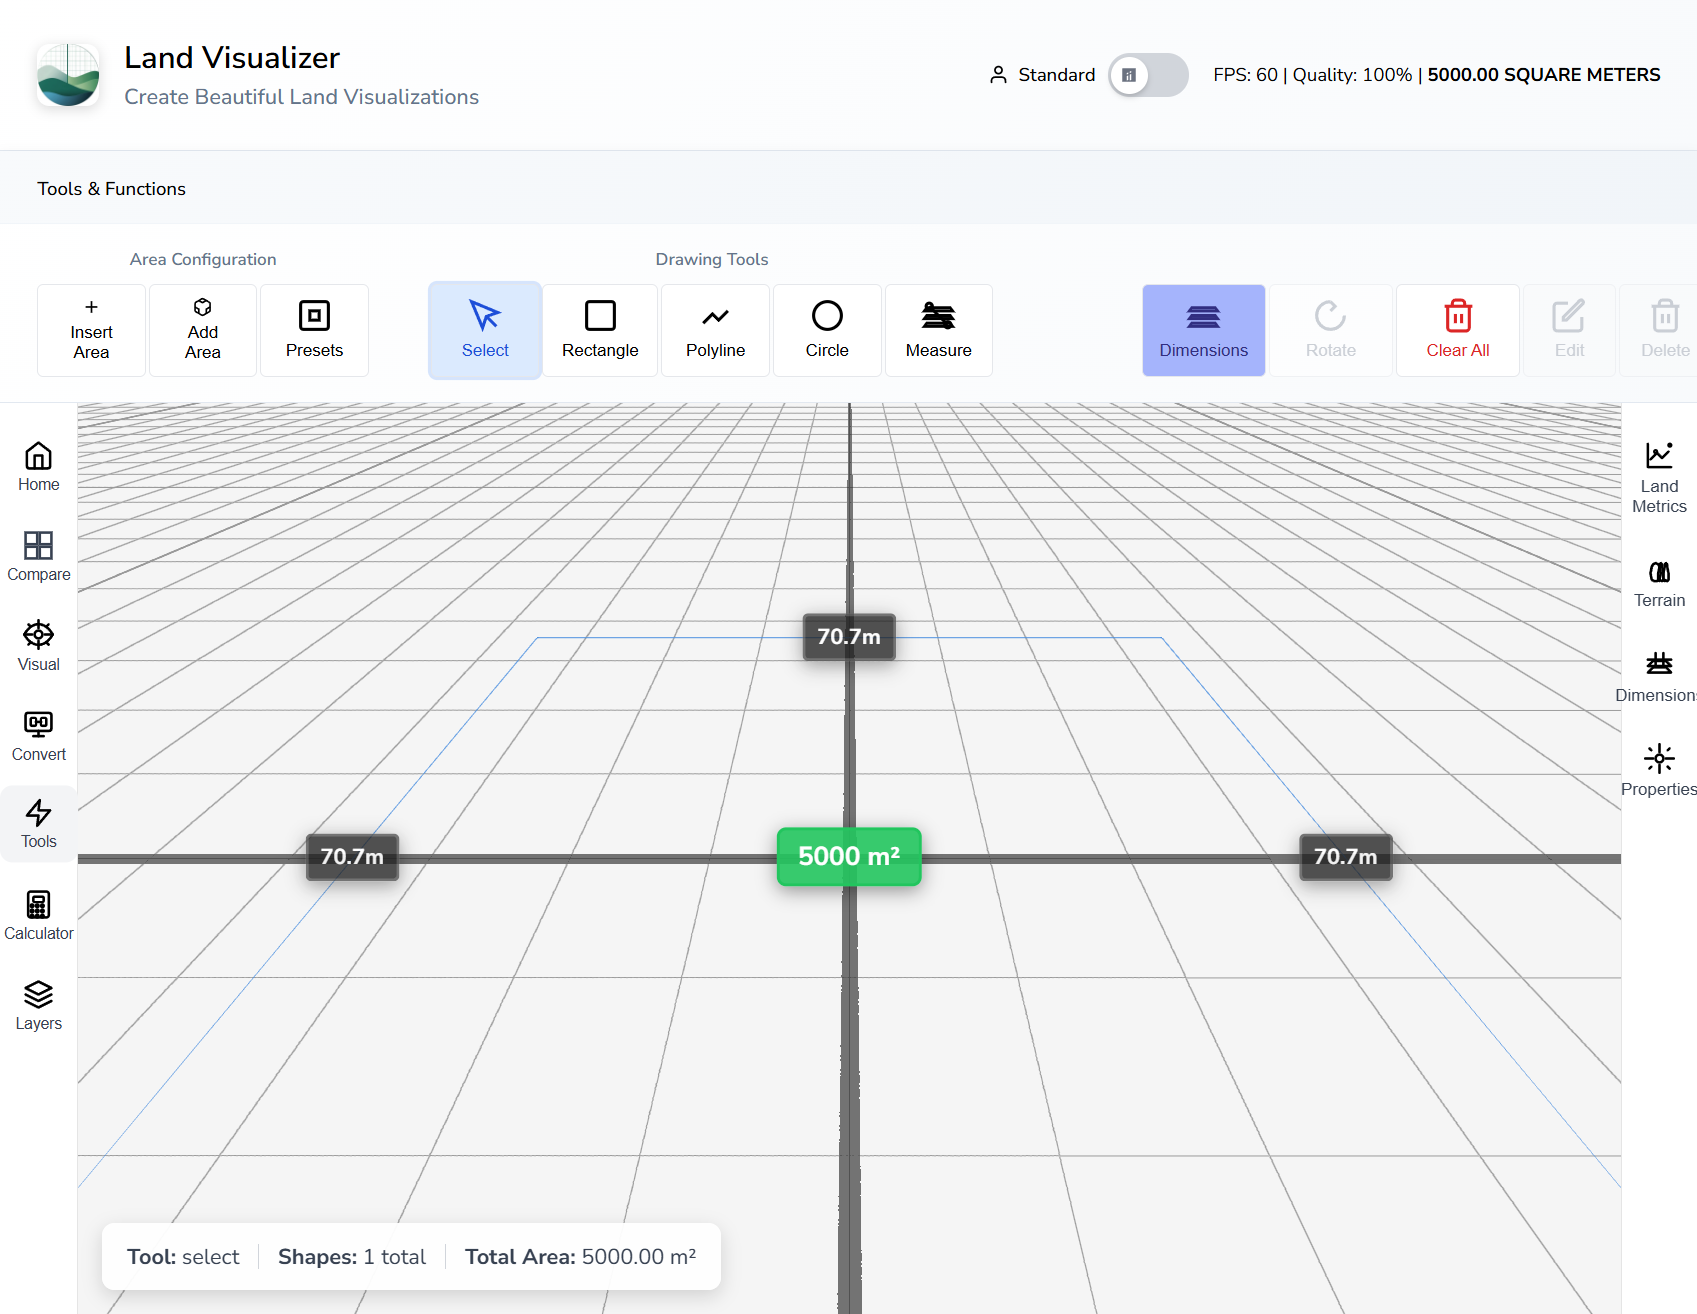 Land Visualizer
Create Beautiful Land Visualizations
Standard
FPS: 60 | Quality: 100% | 5000.00 SQUARE METERS
Tools & Functions
Area Configuration
Drawing Tools
Insert
Area
Add
Area
Presets
Select
Rectangle
Polyline
Circle
Measure
Dimensions
Rotate
Clear All
Edit
Delete
Home
Compare
Visual
Convert
Tools
Calculator
Layers
70.7m
70.7m
5000 m²
70.7m
Land
Metrics
Terrain
Dimension
Properties
Tool: select
Shapes: 1 total
Total Area: 5000.00 m²